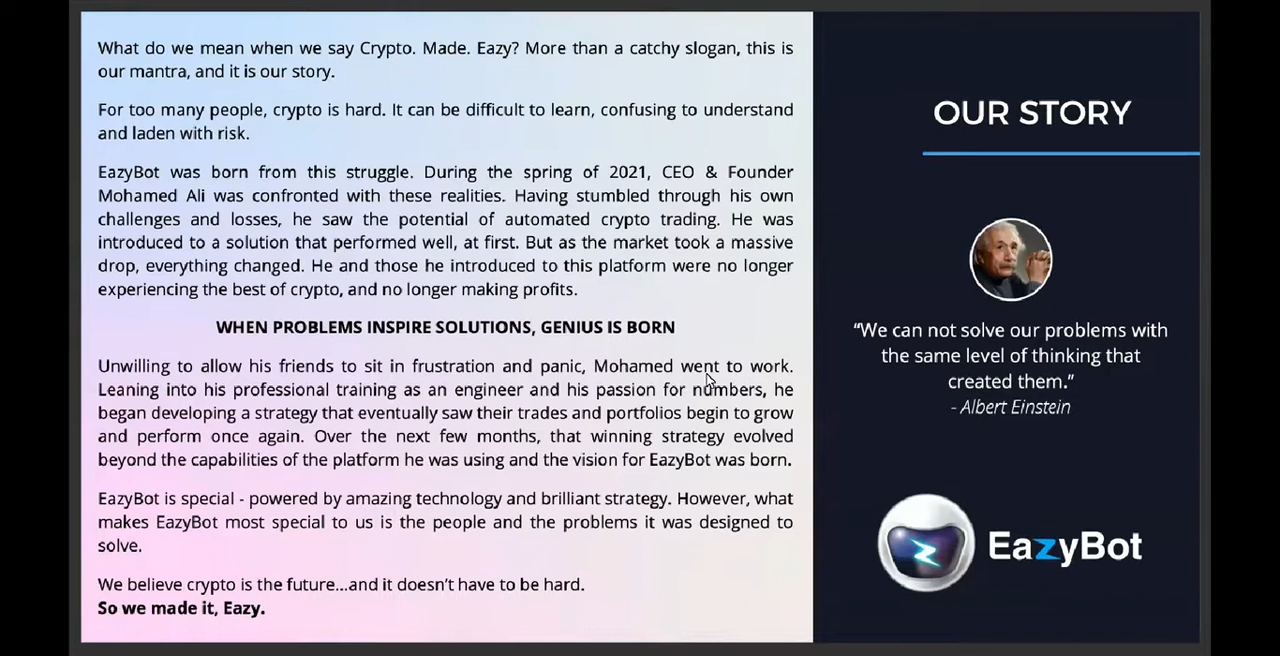 What do we mean when we say Crypto. Made. Eazy? More than a catchy slogan, this is
our mantra, and it is our story.
For too many people, crypto is hard. It can be difficult to learn, confusing to understand
and laden with risk.
EazyBot was born from this struggle. During the spring of 2021, CEO & Founder
Mohamed Ali was confronted with these realities. Having stumbled through his own
challenges and losses, he saw the potential of automated crypto trading. He was
introduced to a solution that performed well, at first. But as the market took a massive
drop, everything changed. He and those he introduced to this platform were no longer
experiencing the best of crypto, and no longer making profits.
WHEN PROBLEMS INSPIRE SOLUTIONS, GENIUS IS BORN
Unwilling to allow his friends to sit in frustration and panic, Mohamed went to work.
Leaning into his professional training as an engineer and his passion for numbers, he
began developing a strategy that eventually saw their trades and portfolios begin to grow
and perform once again. Over the next few months, that winning strategy evolved
beyond the capabilities of the platform he was using and the vision for EazyBot was born.
EazyBot is special - powered by amazing technology and brilliant strategy. However, what
makes EazyBot most special to us is the people and the problems it was designed to
solve.
We believe crypto is the future...and it doesn't have to be hard.
So we made it, Eazy.
OUR STORY
“We can not solve our problems with
the same level of thinking that
created them.”
- Albert Einstein
EazyBot